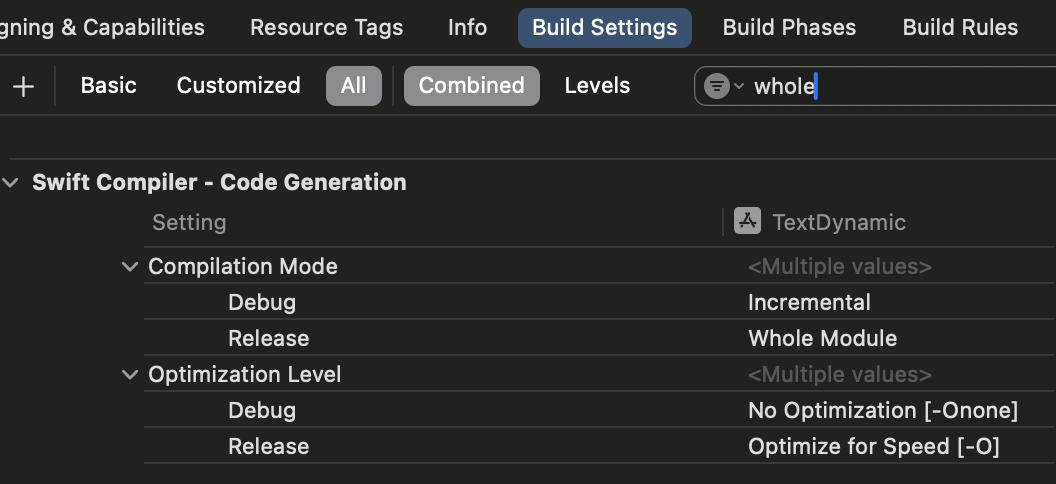 gning & Capabilities Resource Tags Info Build Settings Build Phases Build Rules
+ Basic Customized All Combined Levels whole
Swift Compiler - Code Generation
Setting TextDynamic
Compilation Mode <Multiple values>
Debug Incremental
Release Whole Module
Optimization Level <Multiple values>
Debug No Optimization [-Onone]
Release Optimize for Speed [-O]